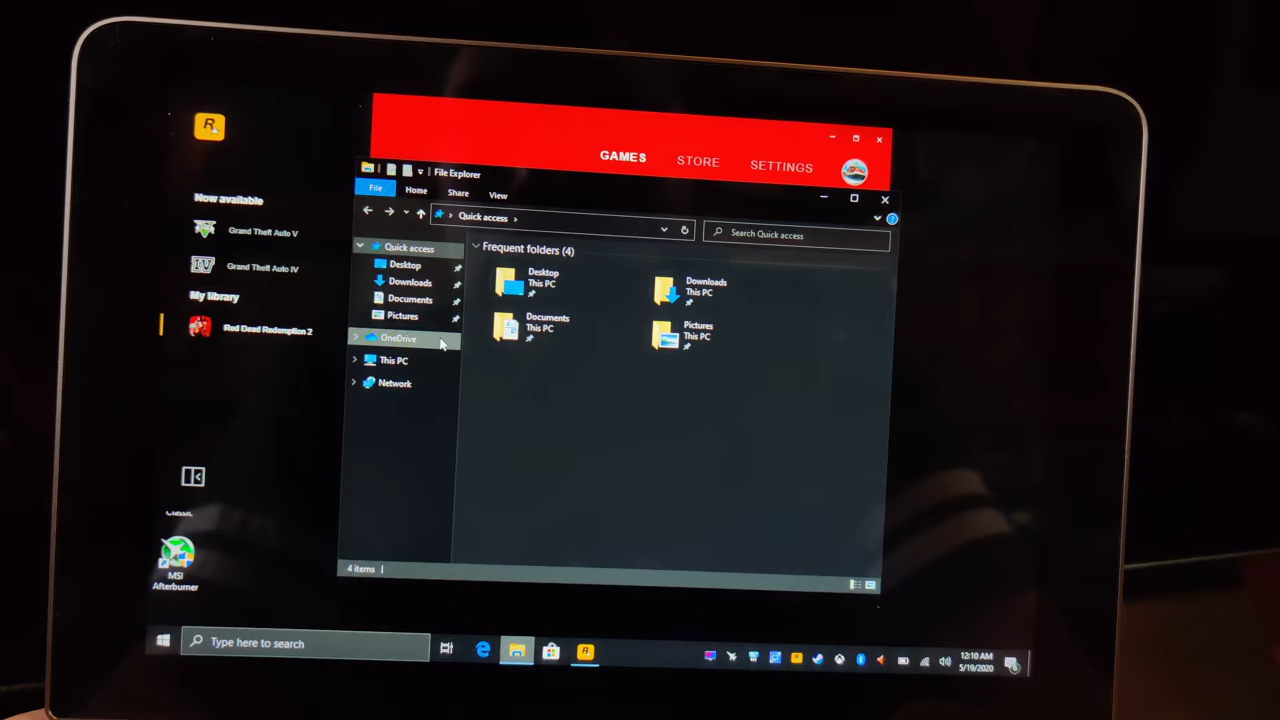 R
GAMES
STORE
SETTINGS
File Explorer
File
Home
Share
View
Now available
Grand Theft Auto V
Grand Theft Auto IV
My library
Red Dead Redemption 2
Quick access
Search Quick access
Quick access
Desktop
Downloads
Documents
Pictures
OneDrive
This PC
Network
Frequent folders (4)
Desktop
This PC
Downloads
This PC
Documents
This PC
Pictures
This PC
4 items
MSI
Afterburner
Type here to search
12:10 AM
5/19/2020